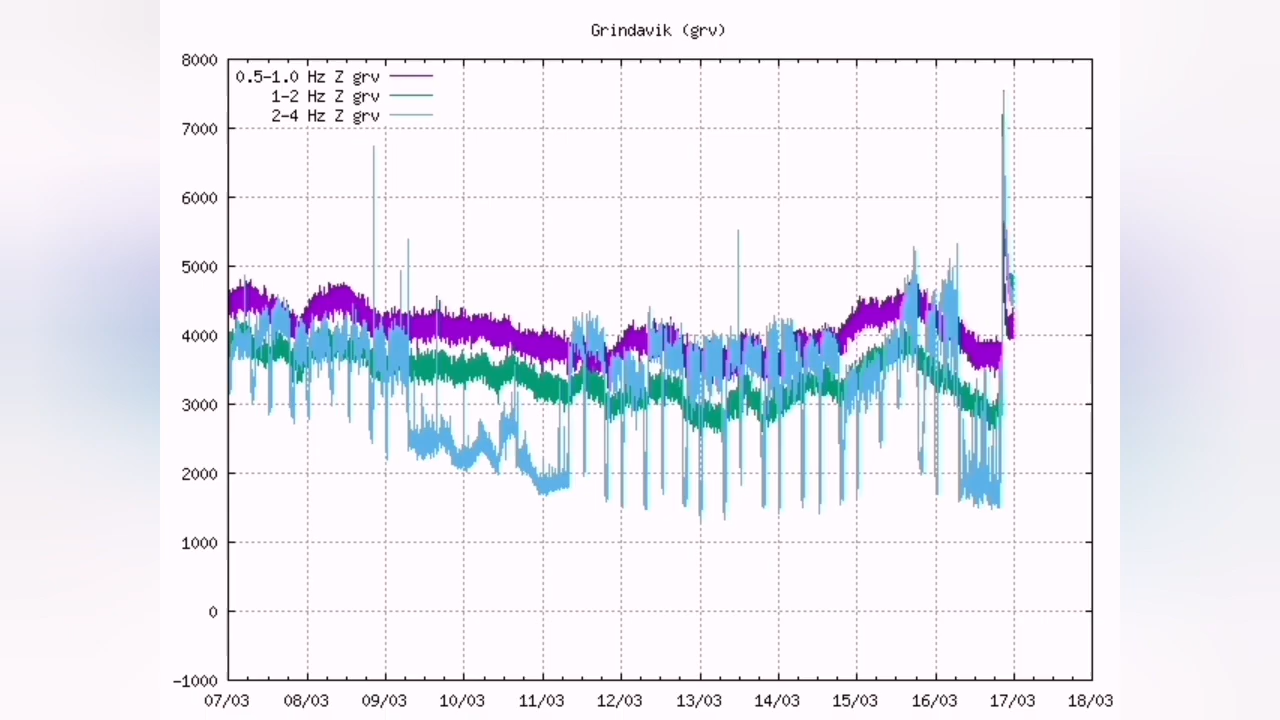 Grindavik (grv)
8000
0.5-1.0 Hz Z grv
1-2 Hz Z grv
2-4 Hz Z grv
7000
6000
5000
4000
3000
2000
1000
0
-1000
07/03 08/03 09/03 10/03 11/03 12/03 13/03 14/03 15/03 16/03 17/03 18/03